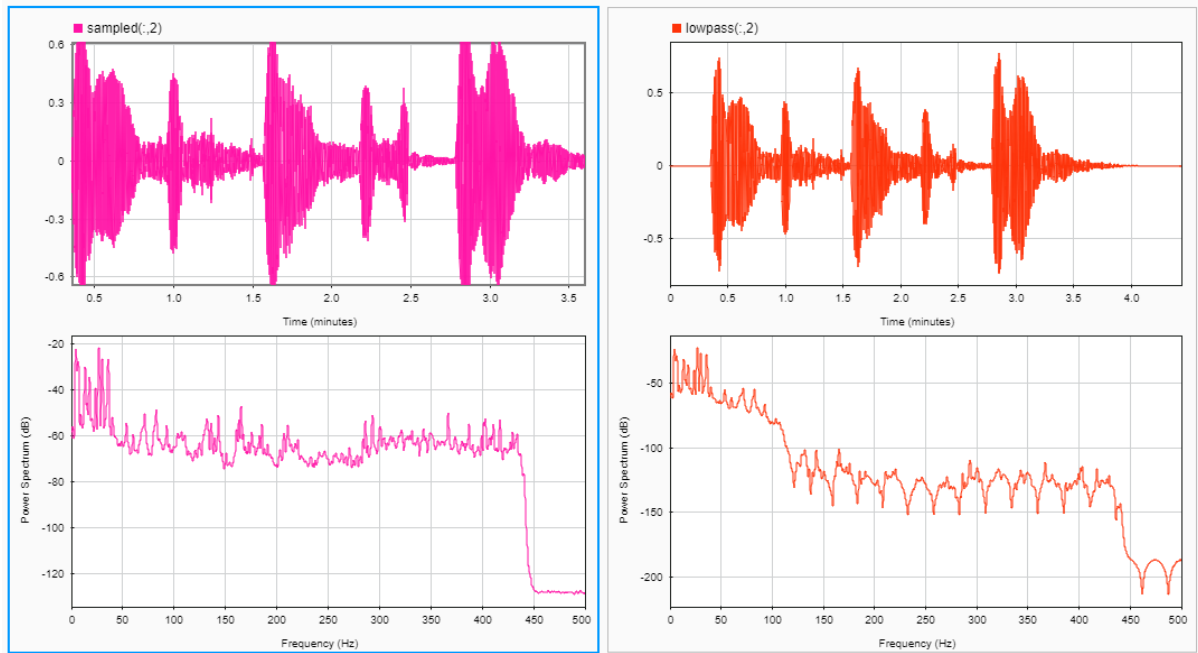 sampled(:,2)
0.6
0.3
0
-0.3
-0.6
0.5 1.0 1.5 2.0 2.5 3.0 3.5
Time (minutes)
-20
-40
-60
-80
-100
-120
Power Spectrum (dB)
0 50 100 150 200 250 300 350 400 450 500
Frequency (Hz)
lowpass(:,2)
0.5
0
-0.5
0 0.5 1.0 1.5 2.0 2.5 3.0 3.5 4.0
Time (minutes)
-50
-100
-150
-200
Power Spectrum (dB)
0 50 100 150 200 250 300 350 400 450 500
Frequency (Hz)